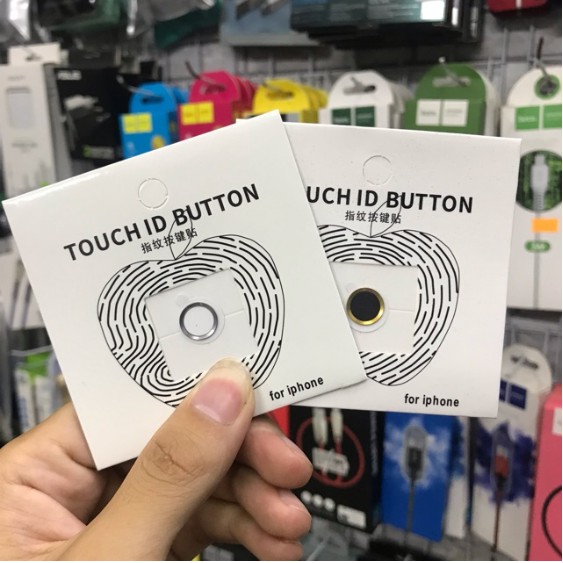 TOUCH ID BUTTON
指纹按键贴
for iphone
UCH ID BUTTON
指纹按键贴
for iphone